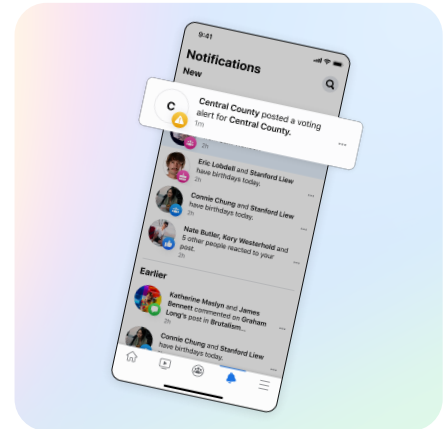 9:41
Notifications
New
C
Central County posted a voting
alert for Central County.
1m
2h
Eric Lobdell and Stanford Liew
have birthdays today.
2h
Connie Chung and Stanford Liew
have birthdays today.
2h
Nate Butler, Kory Westerhold and
5 other people reacted to your
post.
2h
Earlier
Katherine Maslyn and James
Bennett commented on Graham
Long's post in Brutalism...
2h
Connie Chung and Stanford Liew
have birthdays today.